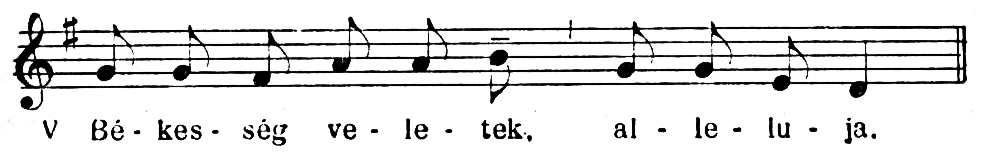 V Bé - kes - ség ve - le - tek, al - le - lu - ja.